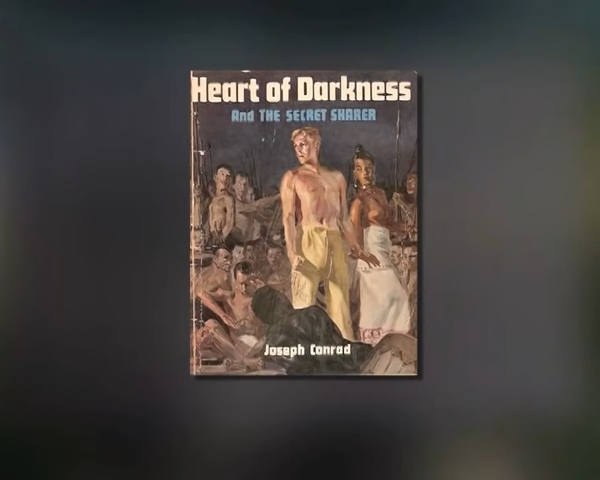 Heart of Darkness
And THE SECRET SHARER
Joseph Conrad